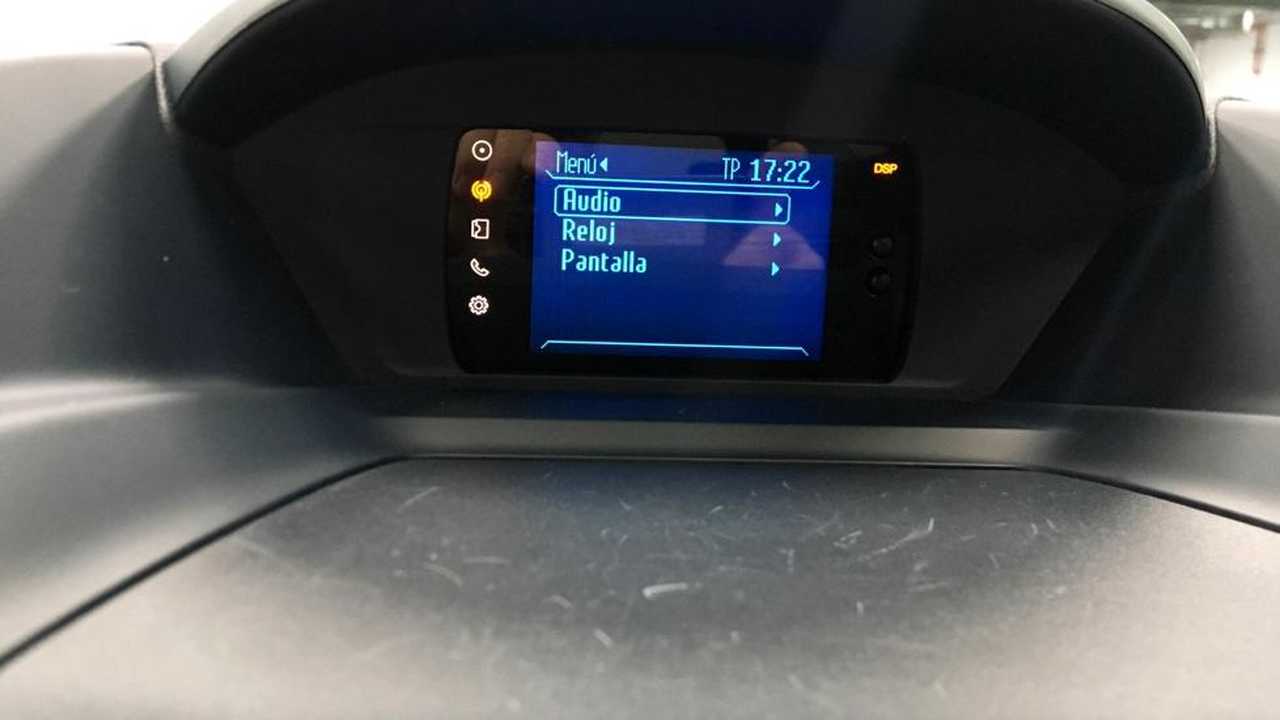 Menú TP 17:22 DSP
Audio
Reloj
Pantalla